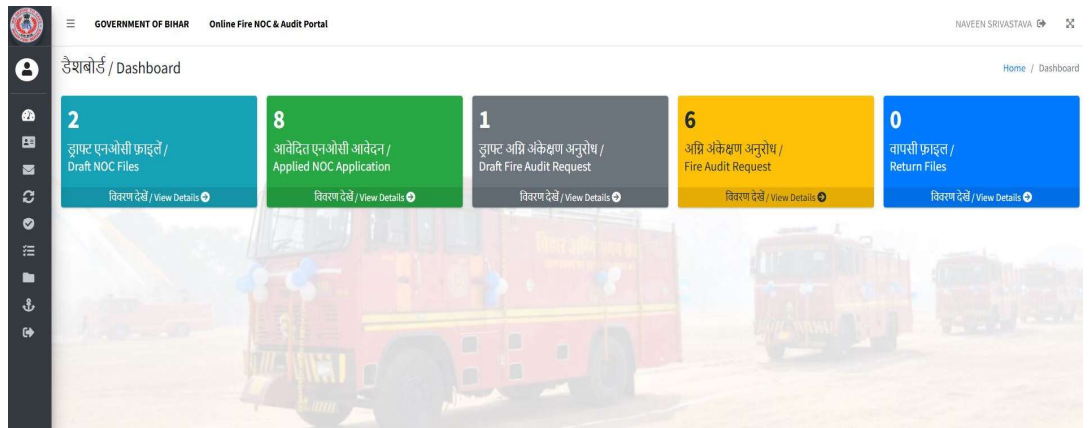 GOVERNMENT OF BIHAR Online Fire NOC & Audit Portal NAVEEN SRIVASTAVA
डैशबोर्ड / Dashboard Home / Dashboard
2
ड्राफ्ट एनओसी फ़ाइलें /
Draft NOC Files
विवरण देखें / View Details
8
आवेदित एनओसी आवेदन /
Applied NOC Application
विवरण देखें / View Details
1
ड्राफ्ट अग्नि अंकेक्षण अनुरोध /
Draft Fire Audit Request
विवरण देखें / View Details
6
अग्नि अंकेक्षण अनुरोध /
Fire Audit Request
विवरण देखें / View Details
0
वापसी फ़ाइल /
Return Files
विवरण देखें / View Details